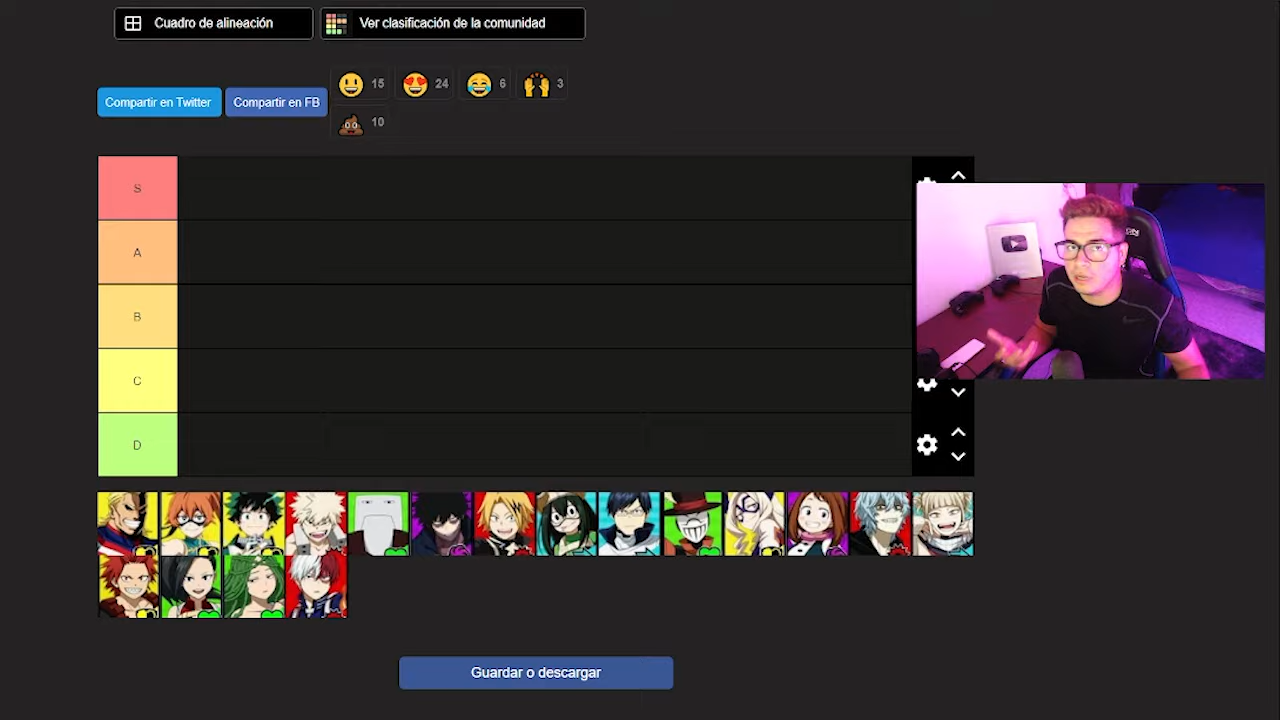 Cuadro de alineación
Ver clasificación de la comunidad
Compartir en Twitter
Compartir en FB
15
24
6
3
10
S
A
B
C
D
Guardar o descargar